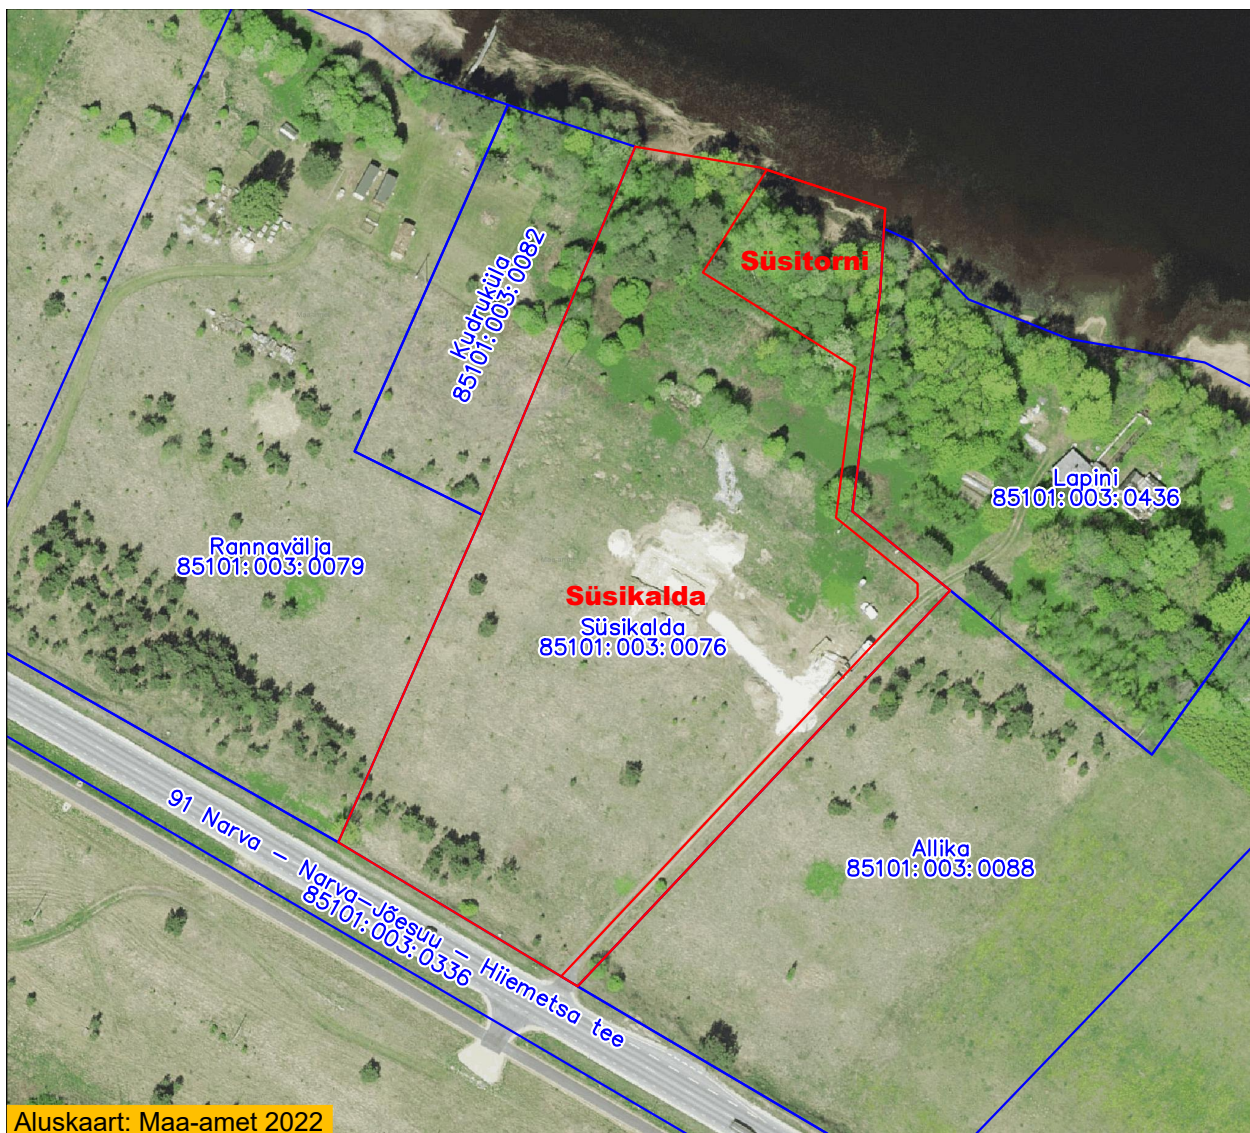 Süsitorni
Kudruküla
85101:003:0082
Lapini
85101:003:0436
Rannavälja
85101:003:0079
Süsikalda
Süsikalda
85101:003:0076
Allika
85101:003:0088
91 Narva – Narva-Jõesuu – Hiiemetsa tee
85101:003:0336
Aluskaart: Maa-amet 2022